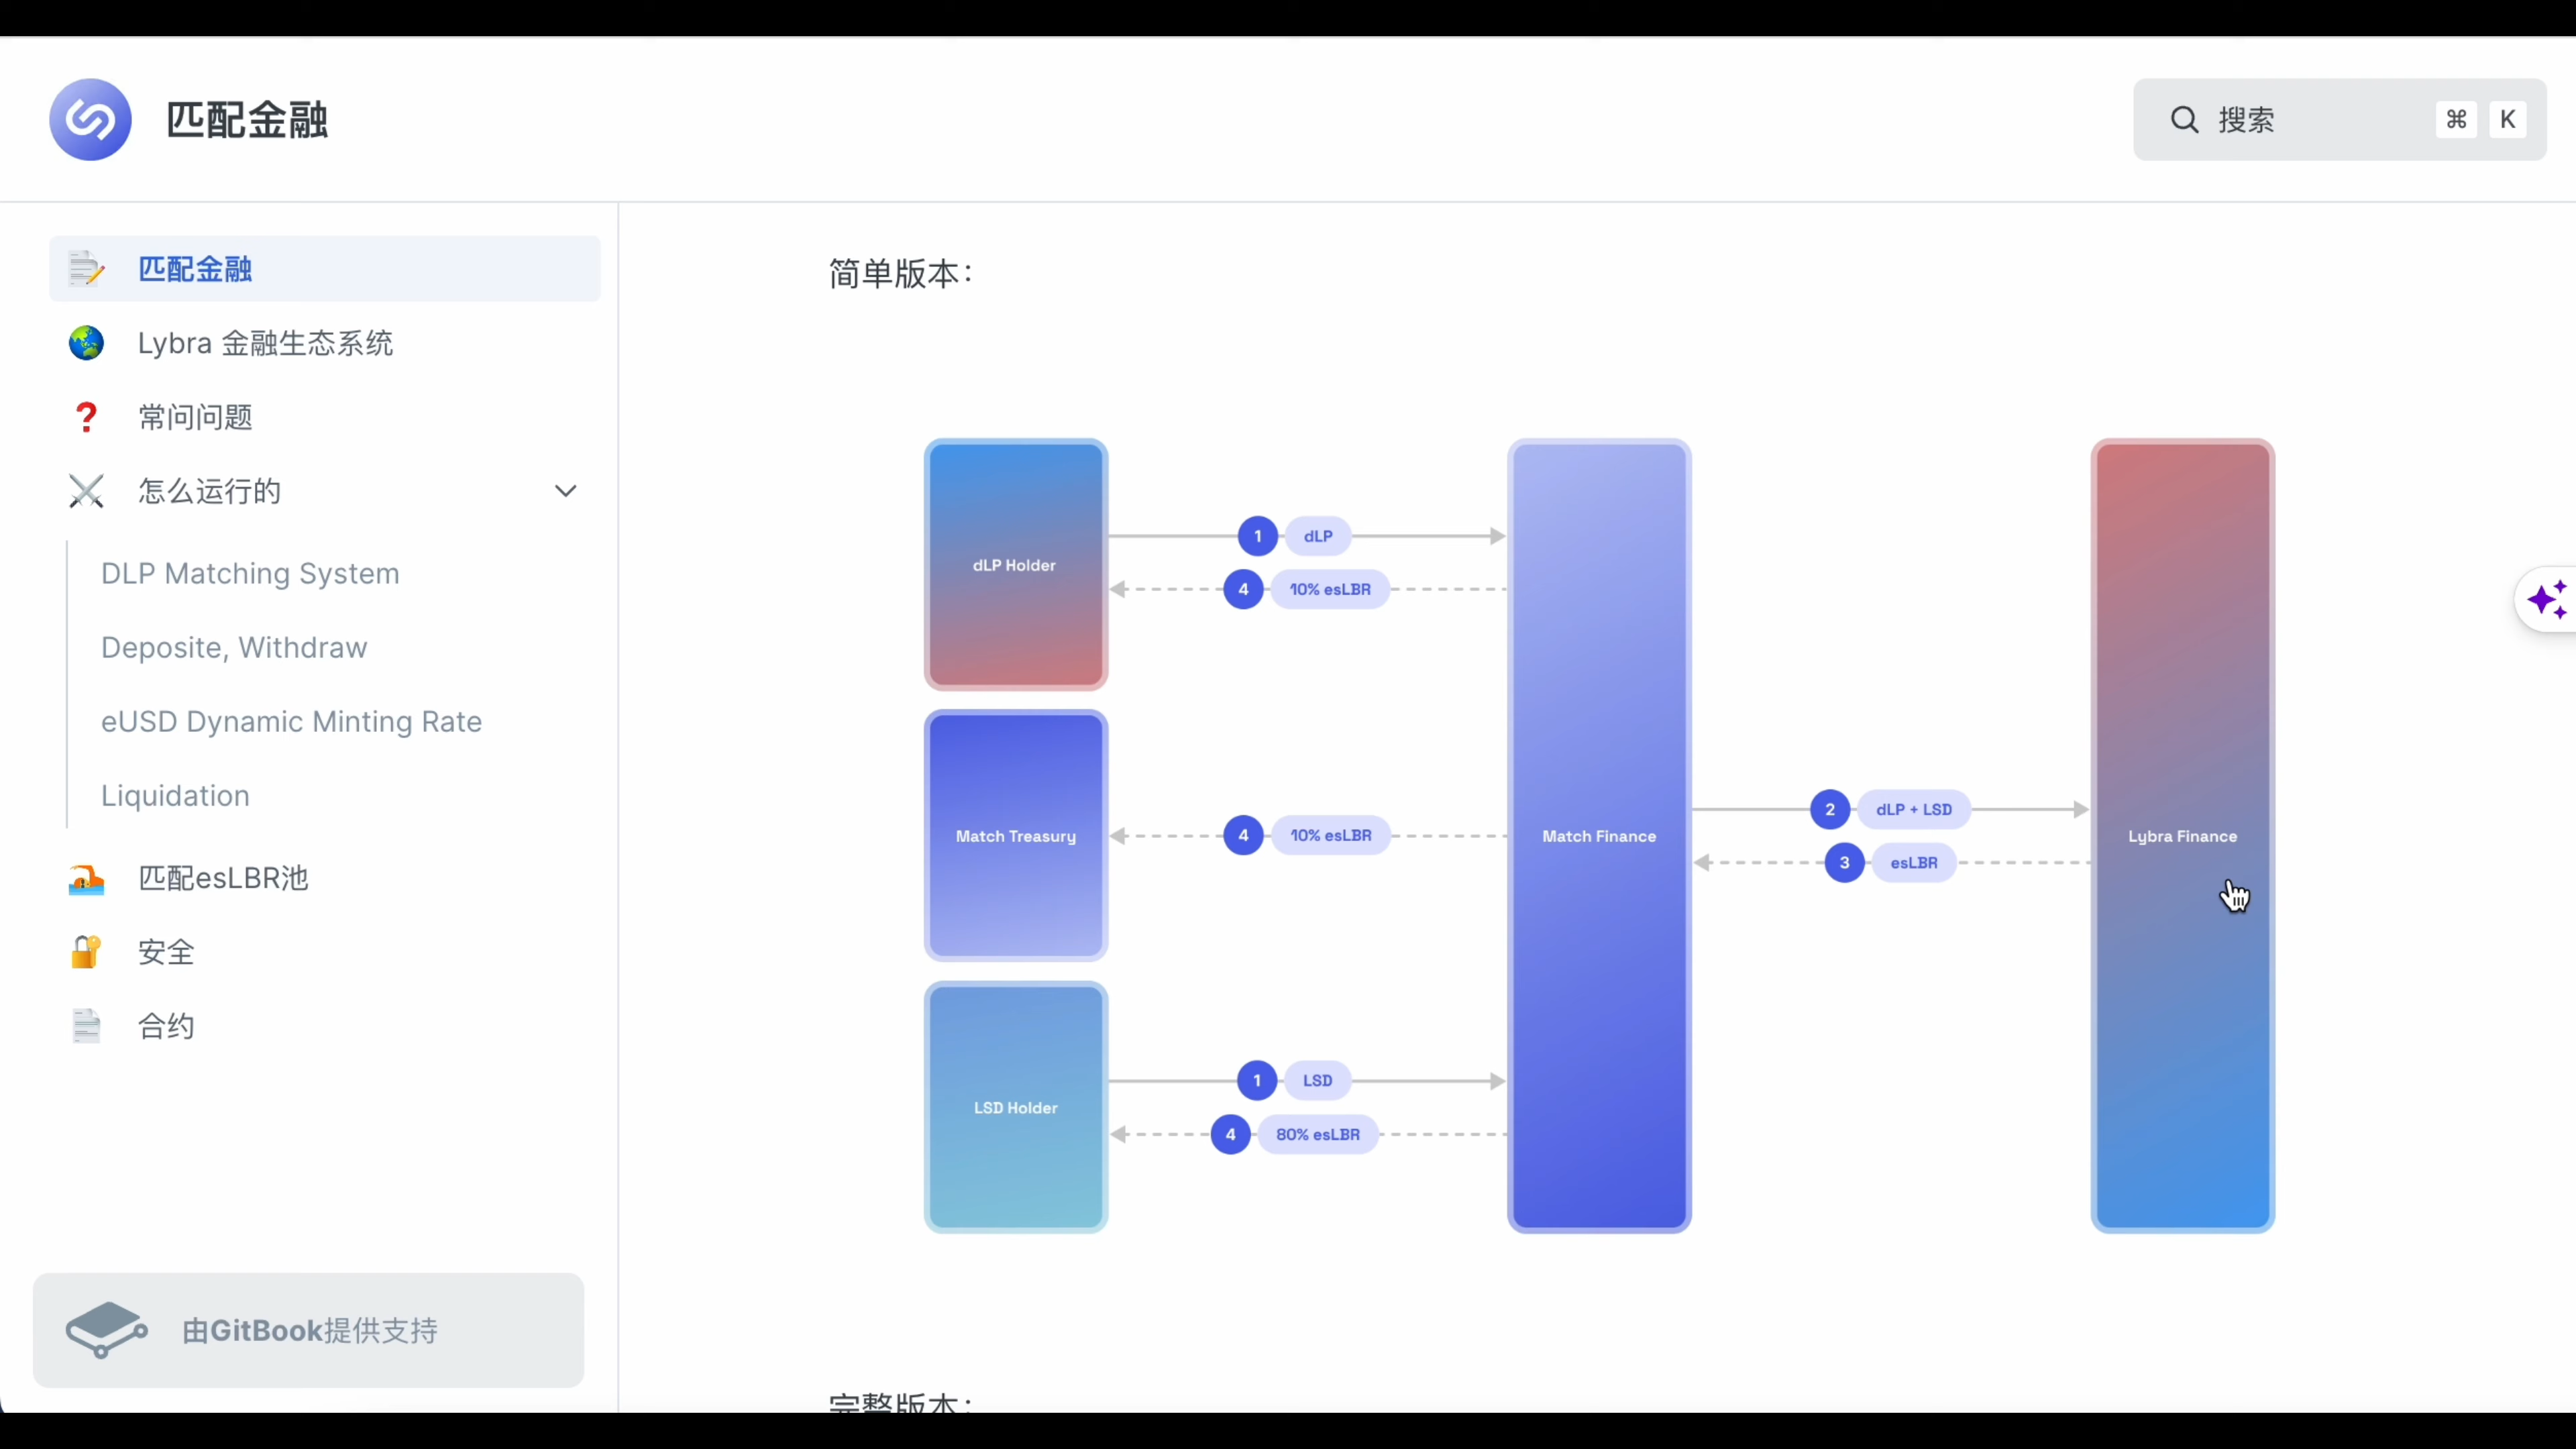 匹配金融
搜索
⌘ K
匹配金融
Lybra 金融生态系统
常问问题
怎么运行的
DLP Matching System
Deposite, Withdraw
eUSD Dynamic Minting Rate
Liquidation
匹配esLBR池
安全
合约
由GitBook提供支持
简单版本：
dLP Holder
1 dLP
4 10% esLBR
Match Treasury
4 10% esLBR
LSD Holder
1 LSD
4 80% esLBR
Match Finance
2 dLP + LSD
3 esLBR
Lybra Finance
完整版本：